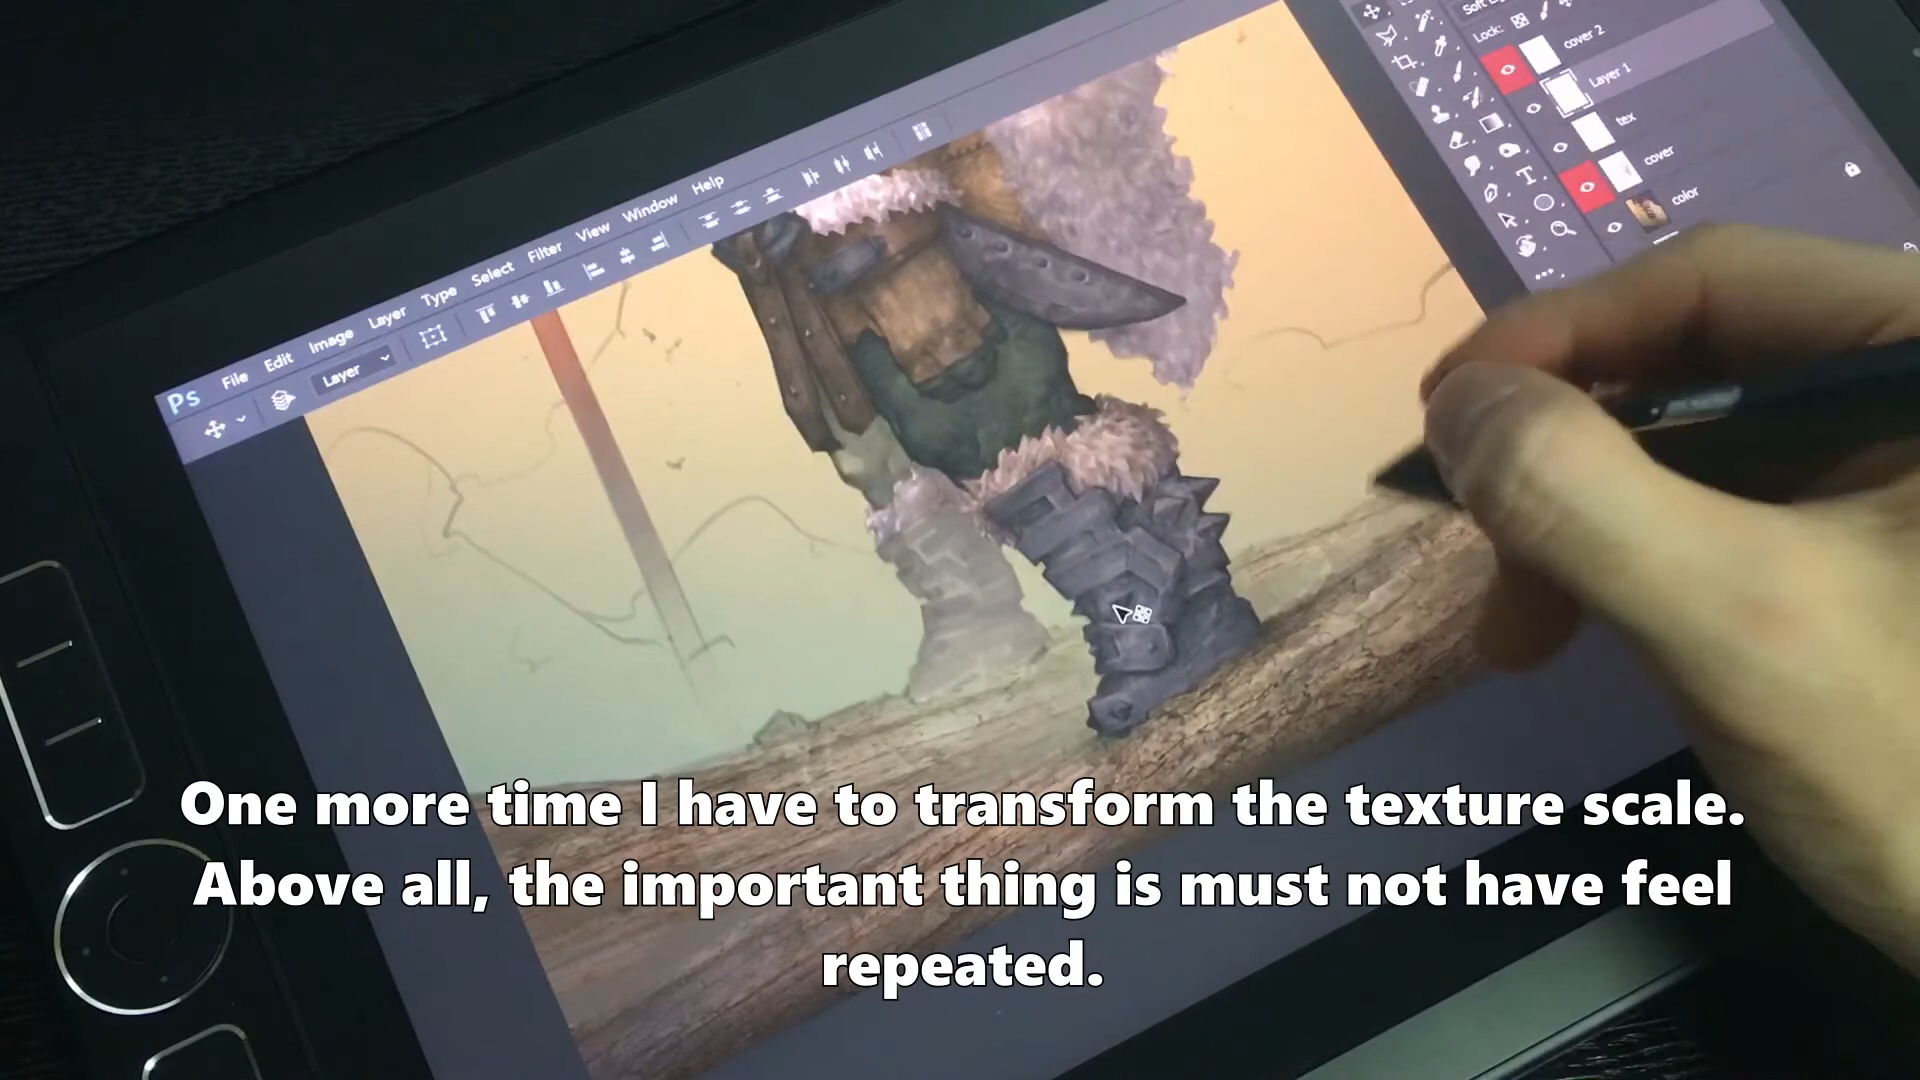 Ps File Edit Image Layer Type Select Filter View Window Help
Layer
Lock:
cover 2
Layer 1
tex
cover
color
One more time I have to transform the texture scale.
Above all, the important thing is must not have feel
repeated.